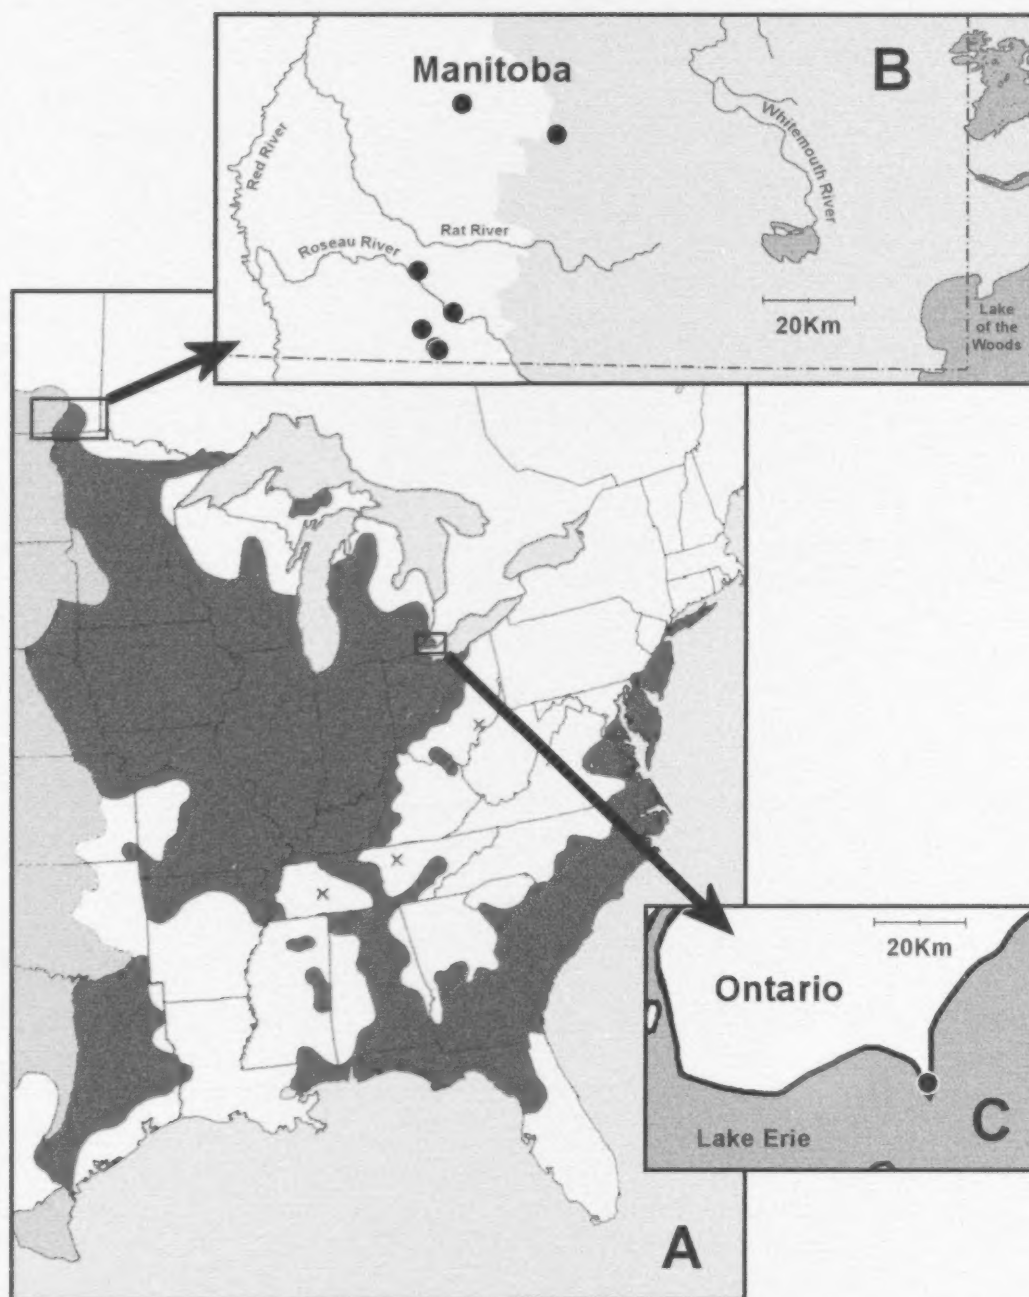 Manitoba
B
Red River
Whitemouth River
Roseau River
Rat River
20Km
Lake
of the
Woods
20Km
Ontario
Lake Erie
C
A